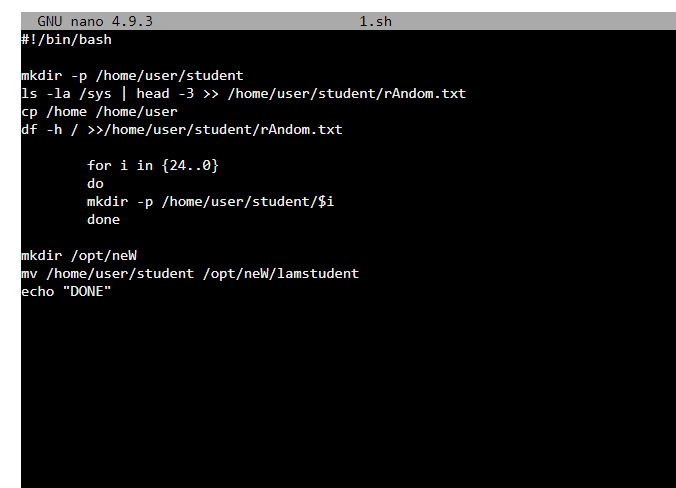 GNU nano 4.9.3 1.sh
#!/bin/bash
mkdir -p /home/user/student
ls -la /sys | head -3 >> /home/user/student/rAndom.txt
cp /home /home/user
df -h / >>/home/user/student/rAndom.txt
for i in {24..0}
do
mkdir -p /home/user/student/$i
done
mkdir /opt/neW
mv /home/user/student /opt/neW/lamstudent
echo "DONE"